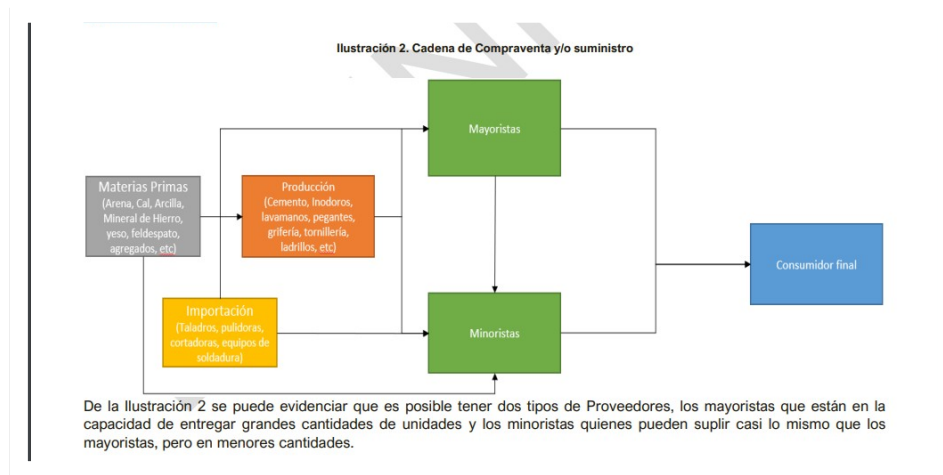 Ilustración 2. Cadena de Compraventa y/o suministro
Mayoristas
Materias Primas
(Arena, Cal, Arcilla,
Mineral de Hierro,
yeso, feldespato,
agregados, etc)
Producción
(Cemento, Inodoros,
lavamanos, pegantes,
grifería, tornillería,
ladrillos, etc)
Consumidor final
Importación
(Taladros, pulidoras,
cortadoras, equipos de
soldadura)
Minoristas
De la Ilustración 2 se puede evidenciar que es posible tener dos tipos de Proveedores, los mayoristas que están en la
capacidad de entregar grandes cantidades de unidades y los minoristas quienes pueden suplir casi lo mismo que los
mayoristas, pero en menores cantidades.